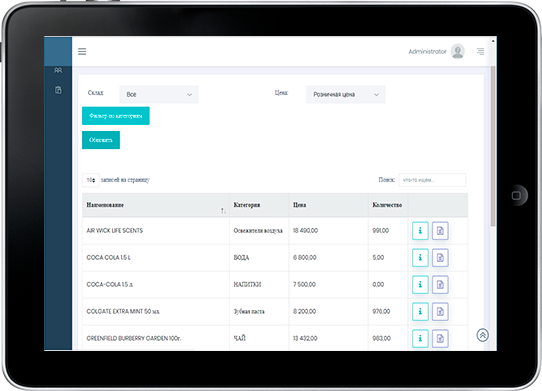 Administrator
Склад: Все Цена: Розничная цена
Фильтр по категориям
Обновить
10 записей на страницу Поиск: что-то ищем...
Наименование Категория Цена Количество
AIR WICK LIFE SCENTS Освежители воздуха 18 490,00 991,00 i
COCA COLA 1.5 L ВОДА 6 800,00 5,00 i
COCA-COLA 1.5 л. НАПИТКИ 7 500,00 0,00 i
COLGATE EXTRA MINT 50 мл Зубная паста 8 200,00 976,00 i
GREENFIELD BURBERRY GARDEN 100г. ЧАЙ 13 432,00 983,00 i